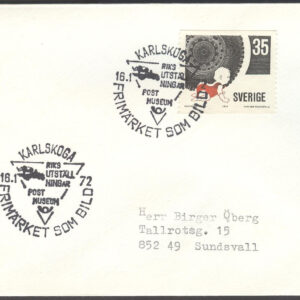 KARLSKOGA
16.1
RIKS
UTSTÄLL
NINGAR
POST
MUSEUM
FRIMÄRKET SOM BILD
35
SVERIGE
KARLSKOGA
16.1
RIKS
UTSTÄLL
NINGAR
72
POST
MUSEUM
FRIMÄRKET SOM BILD
Herr Birger Öberg
Tallrotsg. 15
852 49 Sundsvall